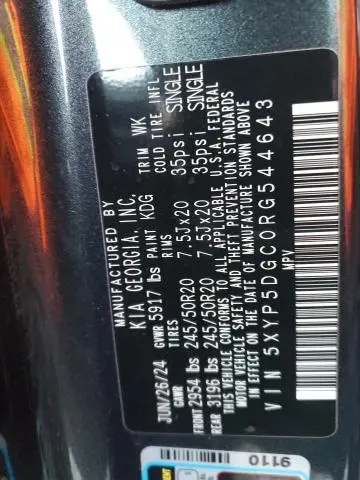 MANUFACTURED BY
KIA GEORGIA, INC.
JUN/26/24 GVWR 5917 lbs PAINT KDG TRIM WK
GAWR TIRES RIMS COLD TIRE INFL
FRONT 2954 lbs 245/50R20 7.5Jx20 35psi SINGLE
REAR 3196 lbs 245/50R20 7.5Jx20 35psi SINGLE
THIS VEHICLE CONFORMS TO ALL APPLICABLE U.S.A. FEDERAL
MOTOR VEHICLE SAFETY AND THEFT PREVENTION STANDARDS
IN EFFECT ON THE DATE OF MANUFACTURE SHOWN ABOVE
VIN 5XYP5DGC0RG544643
MPV
9110